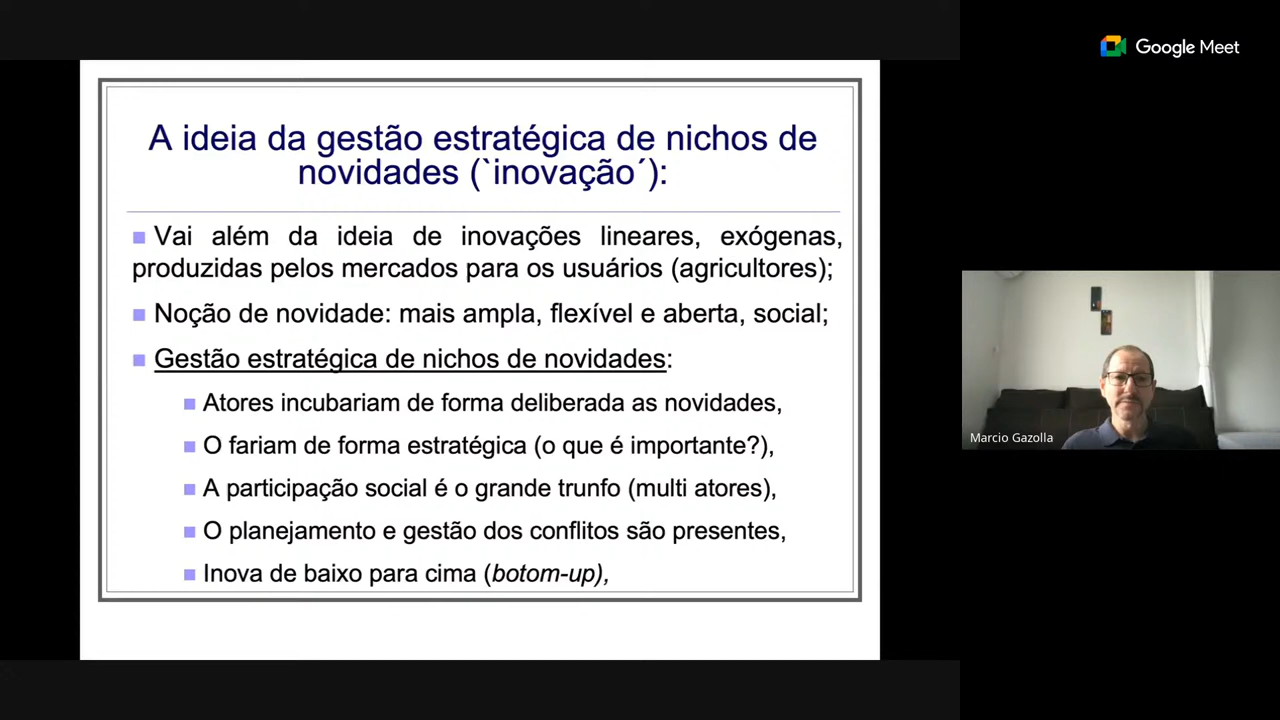 Google Meet
A ideia da gestão estratégica de nichos de
novidades (`inovação´):
Vai além da ideia de inovações lineares, exógenas,
produzidas pelos mercados para os usuários (agricultores);
Noção de novidade: mais ampla, flexível e aberta, social;
Gestão estratégica de nichos de novidades:
Atores incubariam de forma deliberada as novidades,
O fariam de forma estratégica (o que é importante?),
A participação social é o grande trunfo (multi atores),
O planejamento e gestão dos conflitos são presentes,
Inova de baixo para cima (botom-up),
Marcio Gazolla